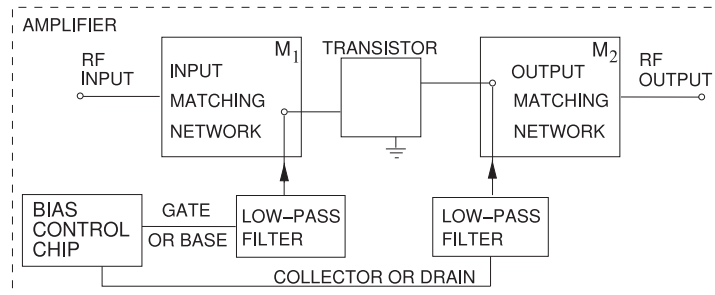 AMPLIFIER
RF
INPUT
INPUT
MATCHING
NETWORK
M1
TRANSISTOR
M2
OUTPUT
MATCHING
NETWORK
RF
OUTPUT
BIAS
CONTROL
CHIP
GATE
OR BASE
LOW–PASS
FILTER
LOW–PASS
FILTER
COLLECTOR OR DRAIN